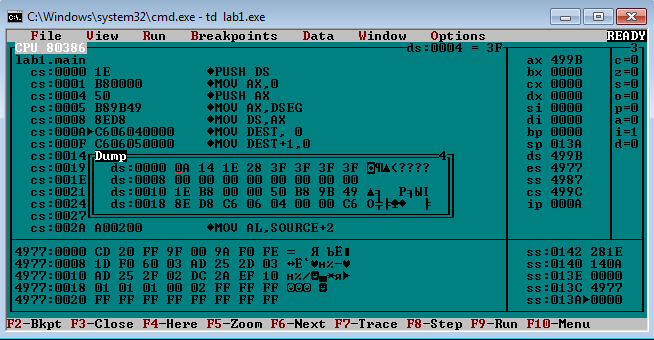 C:\Windows\system32\cmd.exe - td lab1.exe
File View Run Breakpoints Data Window Options READY
CPU 80386 ds:0004 = 3F 3
lab1.main
cs:0000 1E ♦PUSH DS
cs:0001 B80000 ♦MOV AX,0
cs:0004 50 ♦PUSH AX
cs:0005 B89B49 ♦MOV AX,DSEG
cs:0008 8ED8 ♦MOV DS,AX
cs:000A►C606040000 ♦MOV DEST, 0
cs:000F C606050000 ♦MOV DEST+1,0
cs:0014
cs:0019
cs:001E
cs:0021
cs:0024
cs:0027
cs:002A A00200 ♦MOV AL,SOURCE+2
Dump 4
ds:0000 0A 14 1E 28 3F 3F 3F 3F ◙¶▲(????
ds:0008 00 00 00 00 00 00 00 00
ds:0010 1E B8 00 00 50 B8 9B 49 ▲╕ P╕ЫI
ds:0018 8E D8 C6 06 04 00 00 C6 О╪╞♠♦ ╞
ax 499B c=0
bx 0000 z=0
cx 0000 s=0
dx 0000 o=0
si 0000 p=0
di 0000 a=0
bp 0000 i=1
sp 013A d=0
ds 499B
es 4977
ss 4987
cs 499C
ip 000A
4977:0000 CD 20 FF 9F 00 9A F0 FE = Я ЪЁ■
4977:0008 1D F0 60 03 AD 25 2D 03 ↔Ё`♥н%-♥
4977:0010 AD 25 2F 02 DC 2A EF 10 н%/☻▄*я►
4977:0018 01 01 01 00 02 FF FF FF ☺☺☺ ☻
4977:0020 FF FF FF FF FF FF FF FF
ss:0142 281E
ss:0140 140A
ss:013E 0000
ss:013C 4977
ss:013A►0000
F2-Bkpt F3-Close F4-Here F5-Zoom F6-Next F7-Trace F8-Step F9-Run F10-Menu